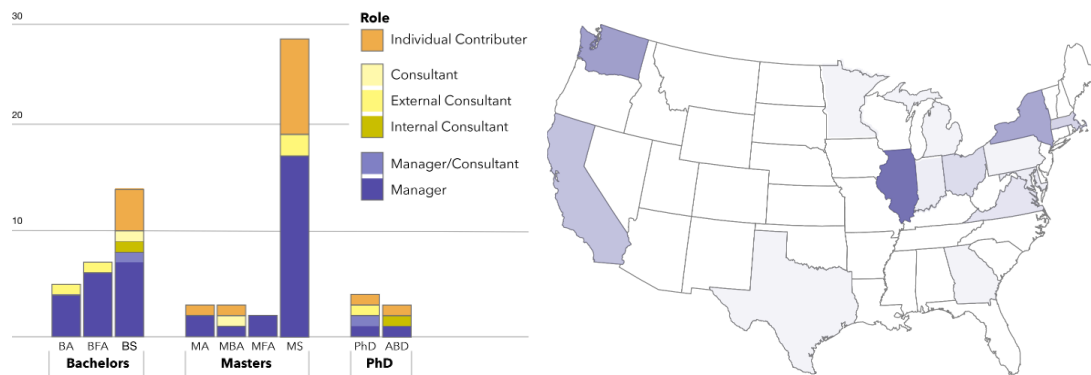 30
20
10
Role
Individual Contributer
Consultant
External Consultant
Internal Consultant
Manager/Consultant
Manager
BA BFA BS MA MBA MFA MS PhD ABD
Bachelors Masters PhD